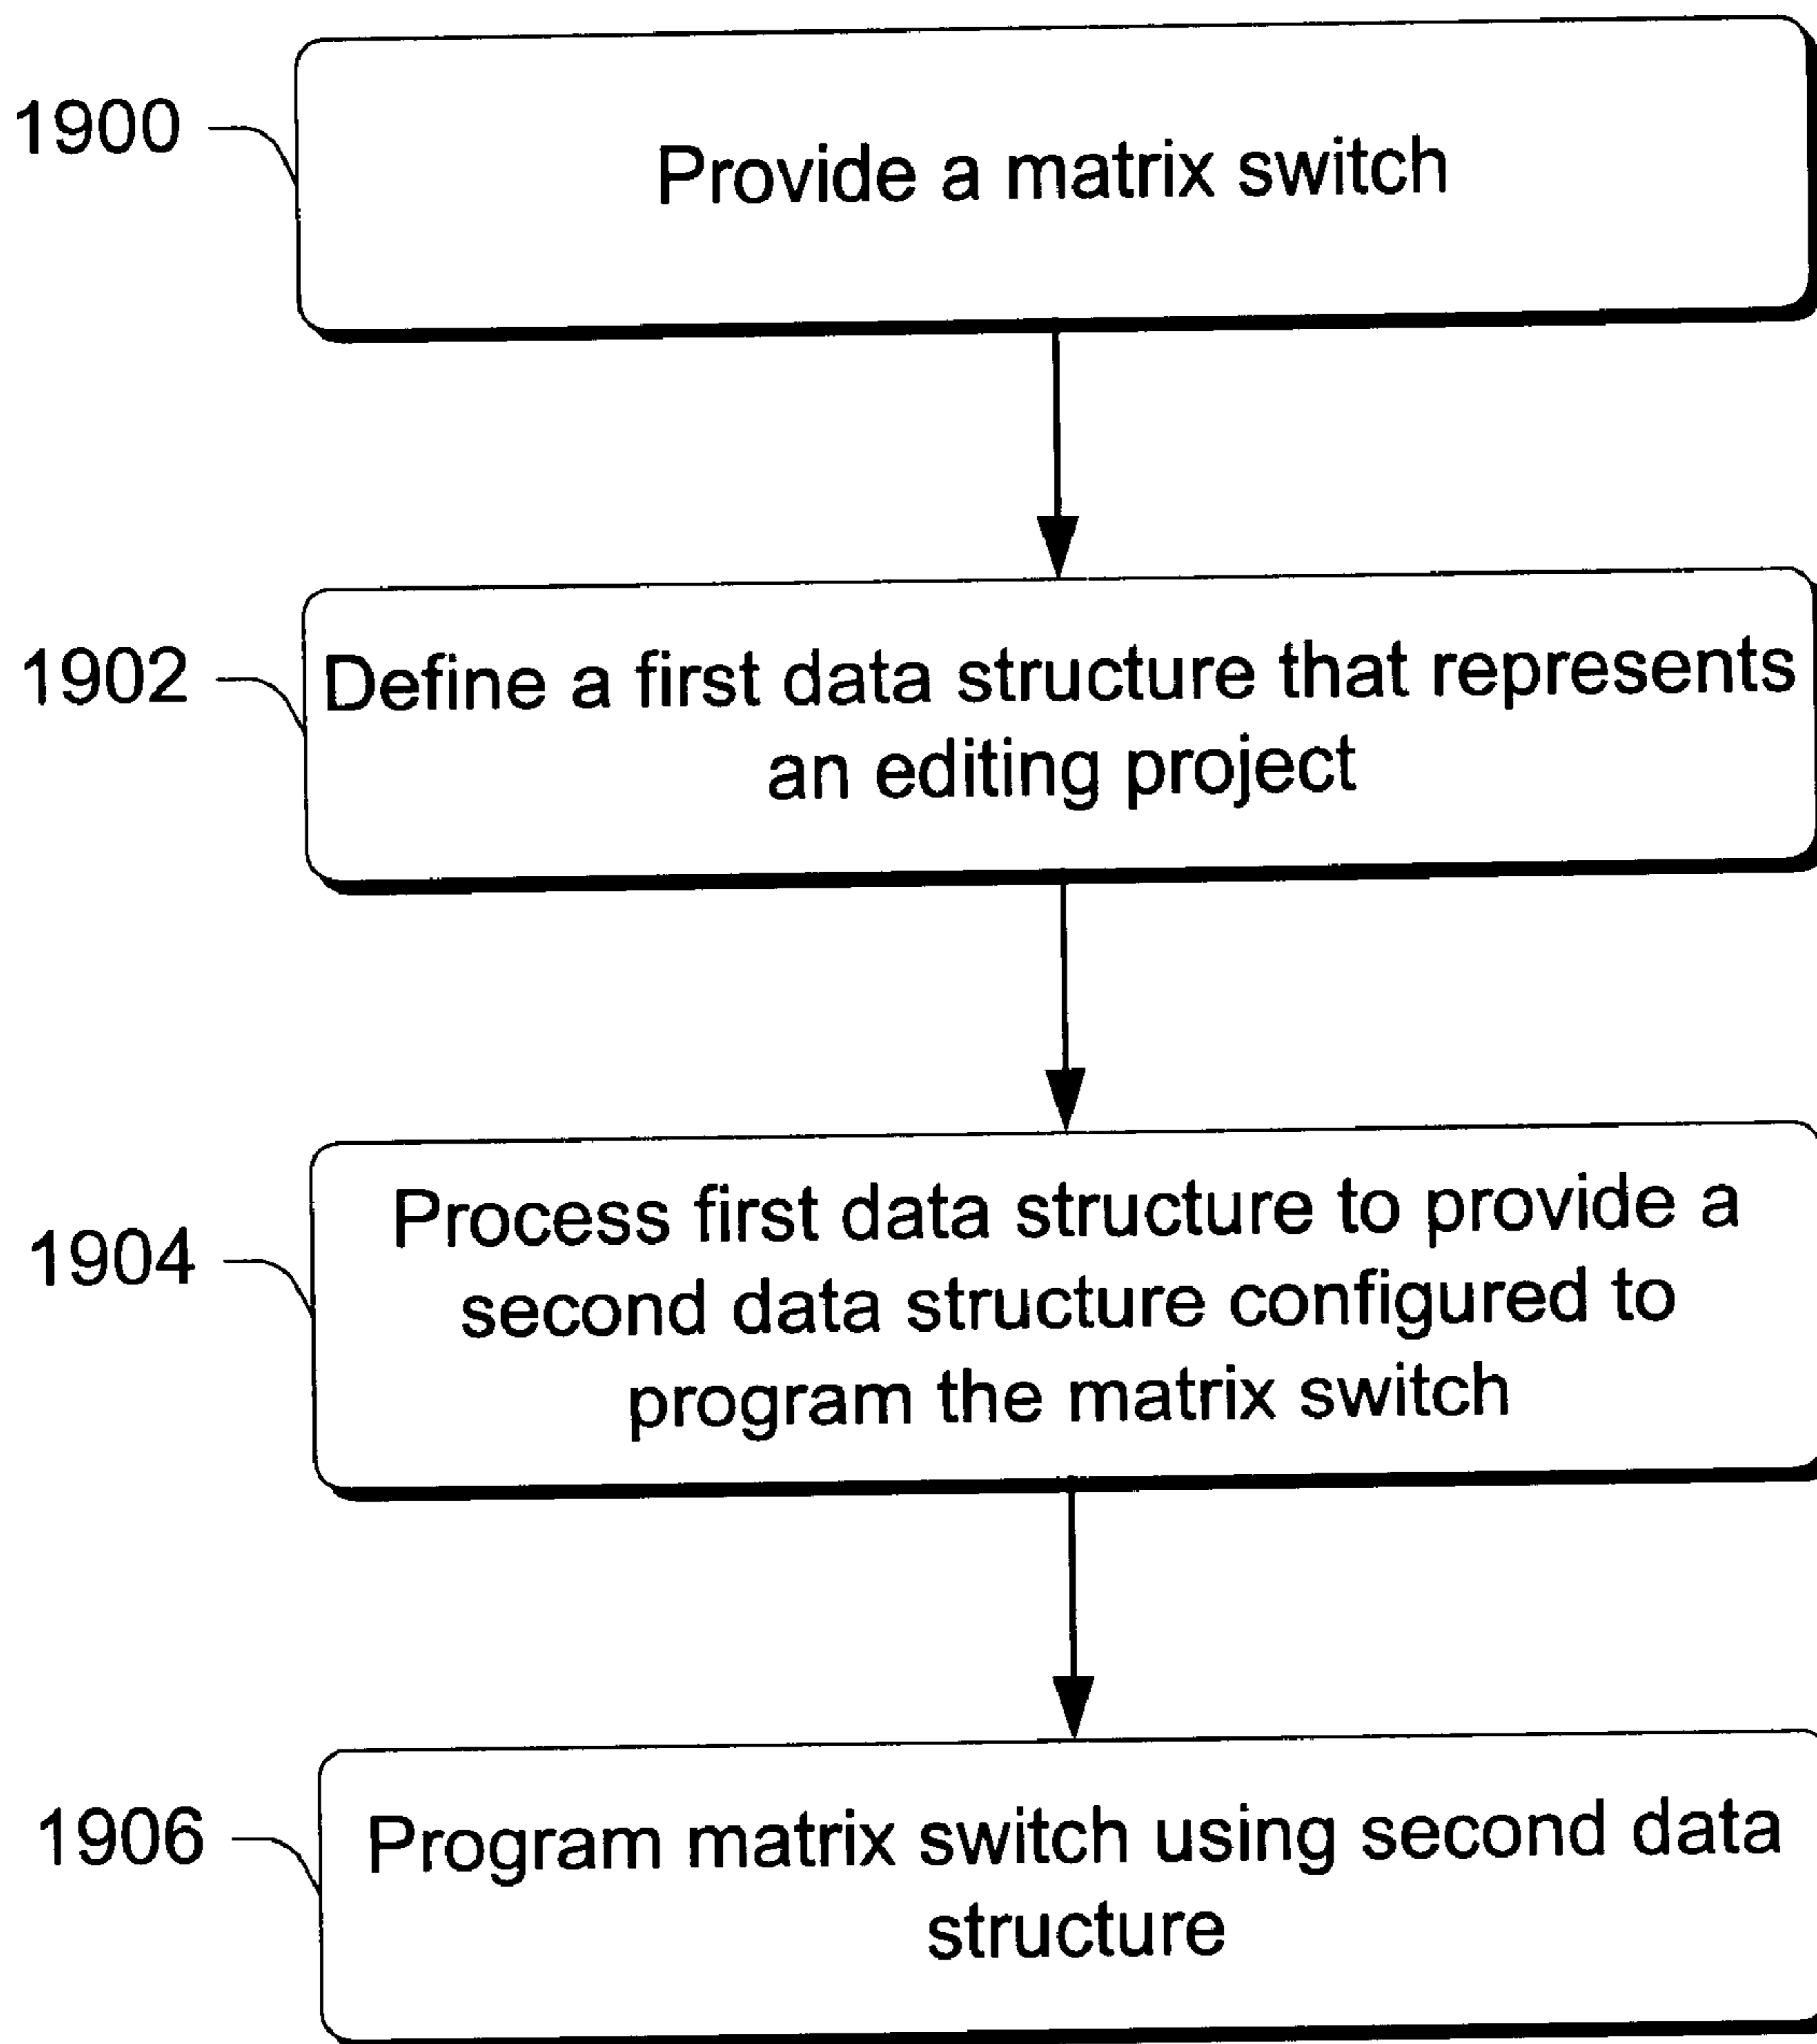 1900
Provide a matrix switch
1902
Define a first data structure that represents
an editing project
1904
Process first data structure to provide a
second data structure configured to
program the matrix switch
1906
Program matrix switch using second data
structure